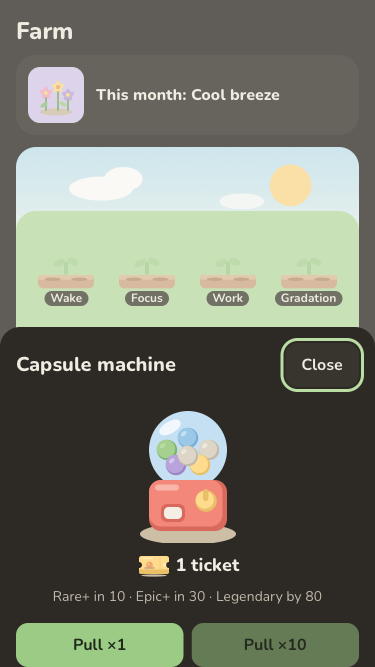 Farm
This month: Cool breeze
Wake
Focus
Work
Gradation
Capsule machine
Close
1 ticket
Rare+ in 10 · Epic+ in 30 · Legendary by 80
Pull ×1
Pull ×10